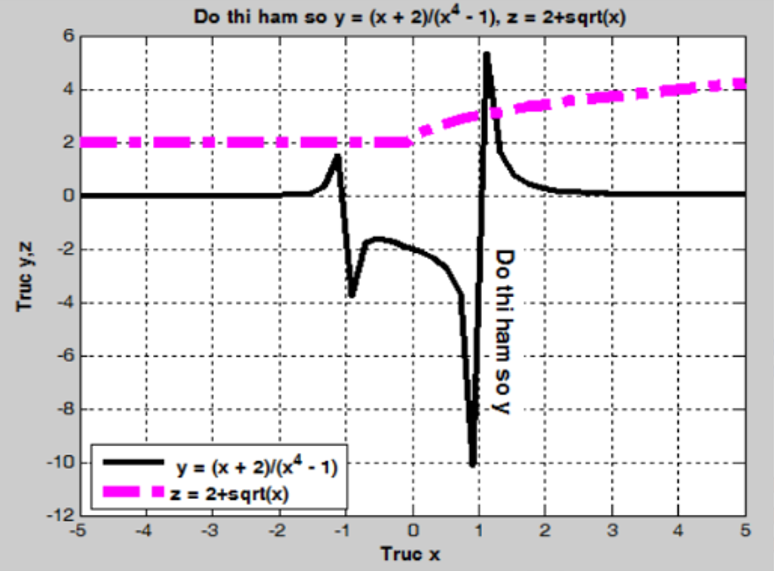 Do thi ham so y = (x + 2)/(x^4 - 1), z = 2+sqrt(x)
6
4
2
0
-2
-4
-6
-8
-10
-12
Truc y,z
Do thi ham so y
y = (x + 2)/(x^4 - 1)
z = 2+sqrt(x)
-5 -4 -3 -2 -1 0 1 2 3 4 5
Truc x